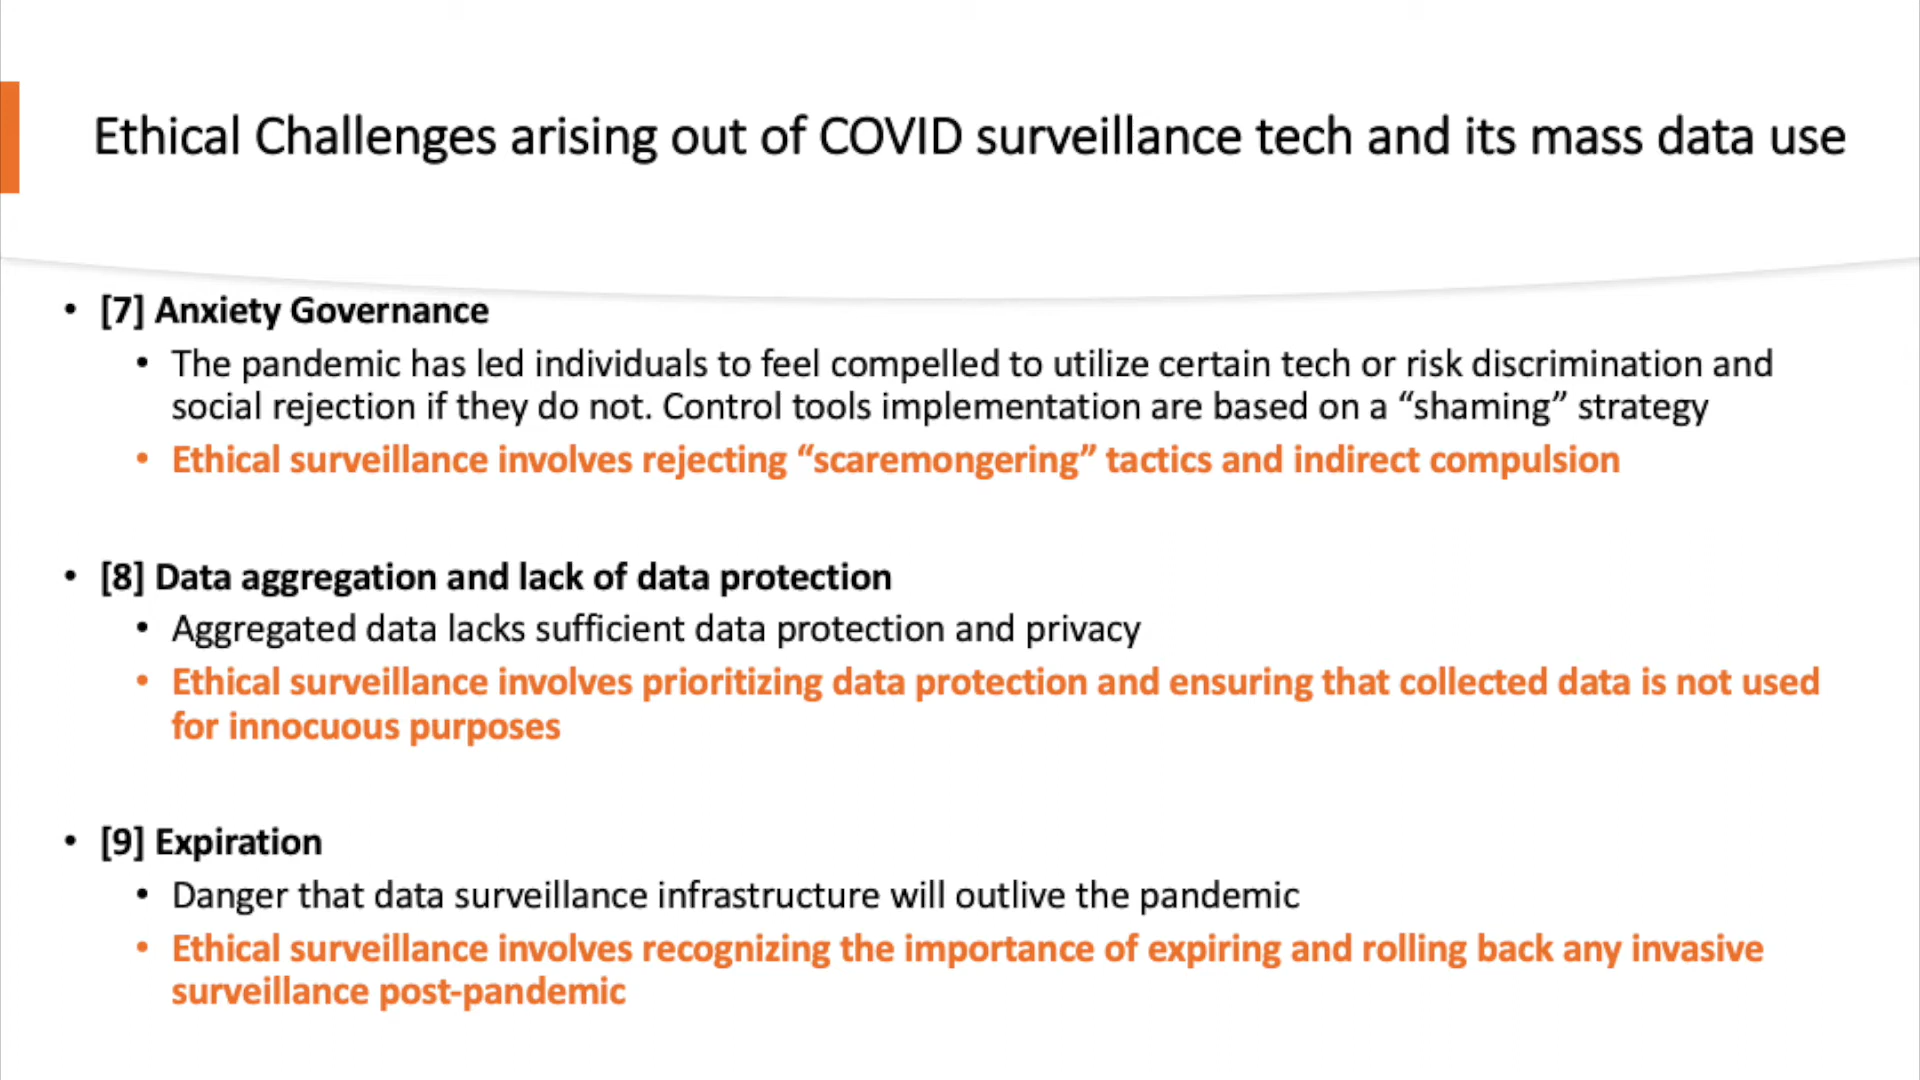 Ethical Challenges arising out of COVID surveillance tech and its mass data use
• [7] Anxiety Governance
• The pandemic has led individuals to feel compelled to utilize certain tech or risk discrimination and
social rejection if they do not. Control tools implementation are based on a “shaming” strategy
• Ethical surveillance involves rejecting “scaremongering” tactics and indirect compulsion
• [8] Data aggregation and lack of data protection
• Aggregated data lacks sufficient data protection and privacy
• Ethical surveillance involves prioritizing data protection and ensuring that collected data is not used
for innocuous purposes
• [9] Expiration
• Danger that data surveillance infrastructure will outlive the pandemic
• Ethical surveillance involves recognizing the importance of expiring and rolling back any invasive
surveillance post-pandemic